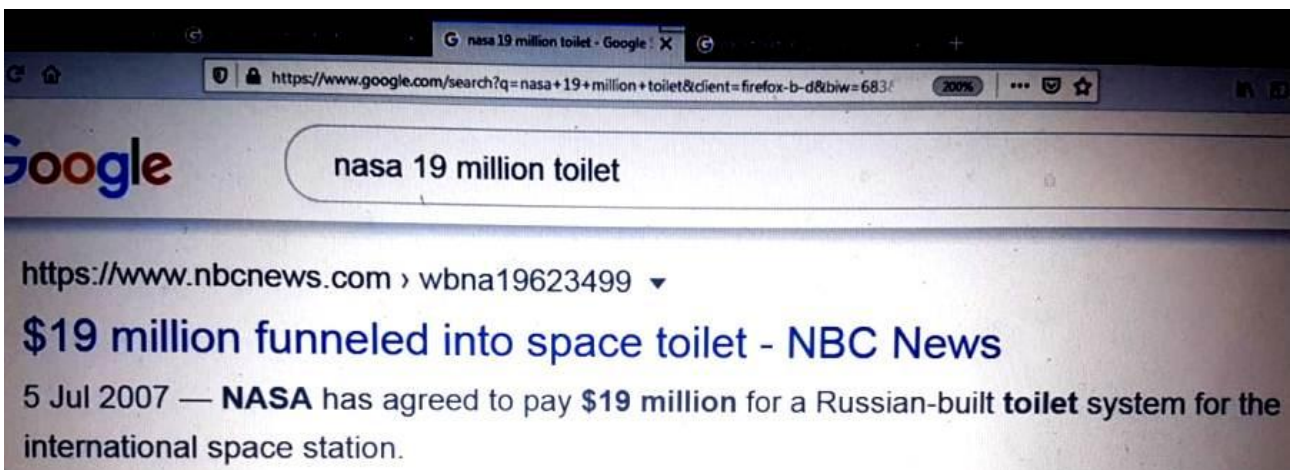 nasa 19 million toilet - Google
https://www.google.com/search?q=nasa+19+million+toilet&client=firefox-b-d&biw=683
200%
Google
nasa 19 million toilet
https://www.nbcnews.com › wbna19623499
$19 million funneled into space toilet - NBC News
5 Jul 2007 — NASA has agreed to pay $19 million for a Russian-built toilet system for the
international space station.